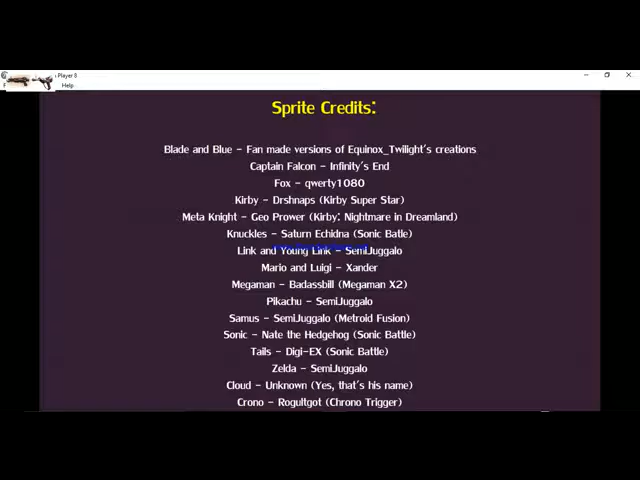 Player 8
Help
Sprite Credits:
Blade and Blue - Fan made versions of Equinox_Twilight's creations
Captain Falcon - Infinity's End
Fox - qwerty1080
Kirby - Drshnaps (Kirby Super Star)
Meta Knight - Geo Prower (Kirby: Nightmare in Dreamland)
Knuckles - Saturn Echidna (Sonic Batle)
Link and Young Link - SemiJuggalo
Mario and Luigi - Xander
Megaman - Badassbill (Megaman X2)
Pikachu - SemiJuggalo
Samus - SemiJuggalo (Metroid Fusion)
Sonic - Nate the Hedgehog (Sonic Battle)
Tails - Digi-EX (Sonic Battle)
Zelda - SemiJuggalo
Cloud - Unknown (Yes, that's his name)
Crono - Rogultgot (Chrono Trigger)